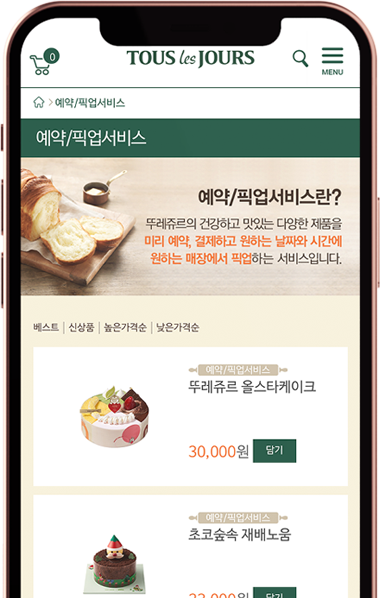 0
TOUS les JOURS
MENU
예약/픽업서비스
예약/픽업서비스
예약/픽업서비스란?
뚜레쥬르의 건강하고 맛있는 다양한 제품을
미리 예약, 결제하고 원하는 날짜와 시간에
원하는 매장에서 픽업하는 서비스입니다.
베스트 | 신상품 | 높은가격순 | 낮은가격순
예약/픽업서비스
뚜레쥬르 올스타케이크
30,000원 담기
예약/픽업서비스
초코숲속 재배노움